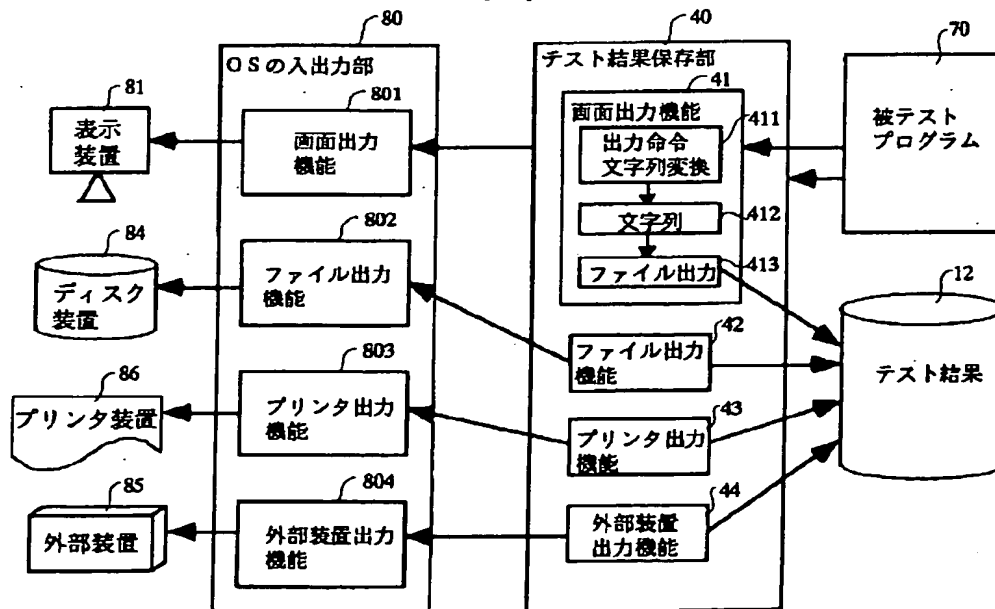 80
40
70
OSの入出力部
テスト結果保存部
81
801
41
表示
装置
画面出力
機能
画面出力機能
411
出力命令
文字列変換
被テスト
プログラム
文字列
412
84
802
ファイル出力
413
ディスク
装置
ファイル出力
機能
12
42
ファイル出力
機能
テスト結果
86
803
プリンタ装置
プリンタ出力
機能
43
プリンタ出力
機能
85
804
44
外部装置
外部装置出力
機能
外部装置
出力機能